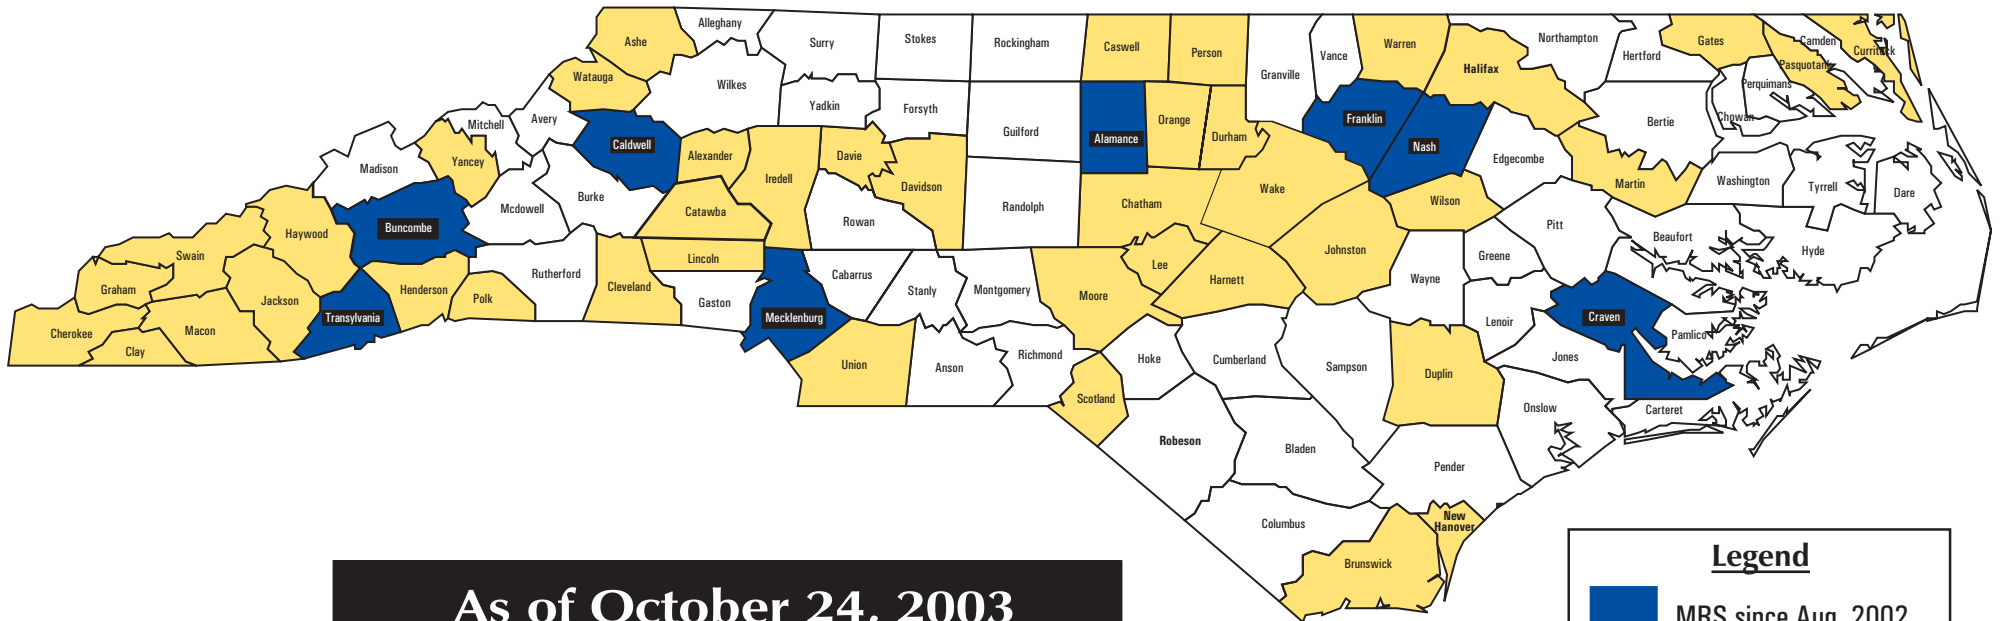 Alleghany
Ashe
Surry
Stokes
Rockingham
Caswell
Person
Vance
Warren
Northampton
Gates
Camden
Currituck
Granville
Halifax
Hertford
Pasquotank
Watauga
Wilkes
Perquimans
Yadkin
Forsyth
Mitchell
Avery
Guilford
Alamance
Orange
Durham
Franklin
Bertie
Chowan
Caldwell
Nash
Edgecombe
Madison
Yancey
Alexander
Davie
Iredell
Davidson
Wake
Martin
Washington
Tyrrell
Dare
Mcdowell
Burke
Catawba
Rowan
Randolph
Chatham
Wilson
Buncombe
Haywood
Pitt
Beaufort
Hyde
Swain
Lincoln
Lee
Johnston
Greene
Graham
Jackson
Henderson
Polk
Rutherford
Cleveland
Gaston
Cabarrus
Stanly
Montgomery
Moore
Harnett
Wayne
Cherokee
Clay
Macon
Transylvania
Mecklenburg
Lenoir
Craven
Pamlico
Union
Anson
Richmond
Hoke
Cumberland
Sampson
Duplin
Jones
Scotland
Onslow
Carteret
Robeson
Bladen
Pender
Columbus
New
Hanover
Brunswick
As of October 24, 2003
Legend
MRS since Aug. 2002